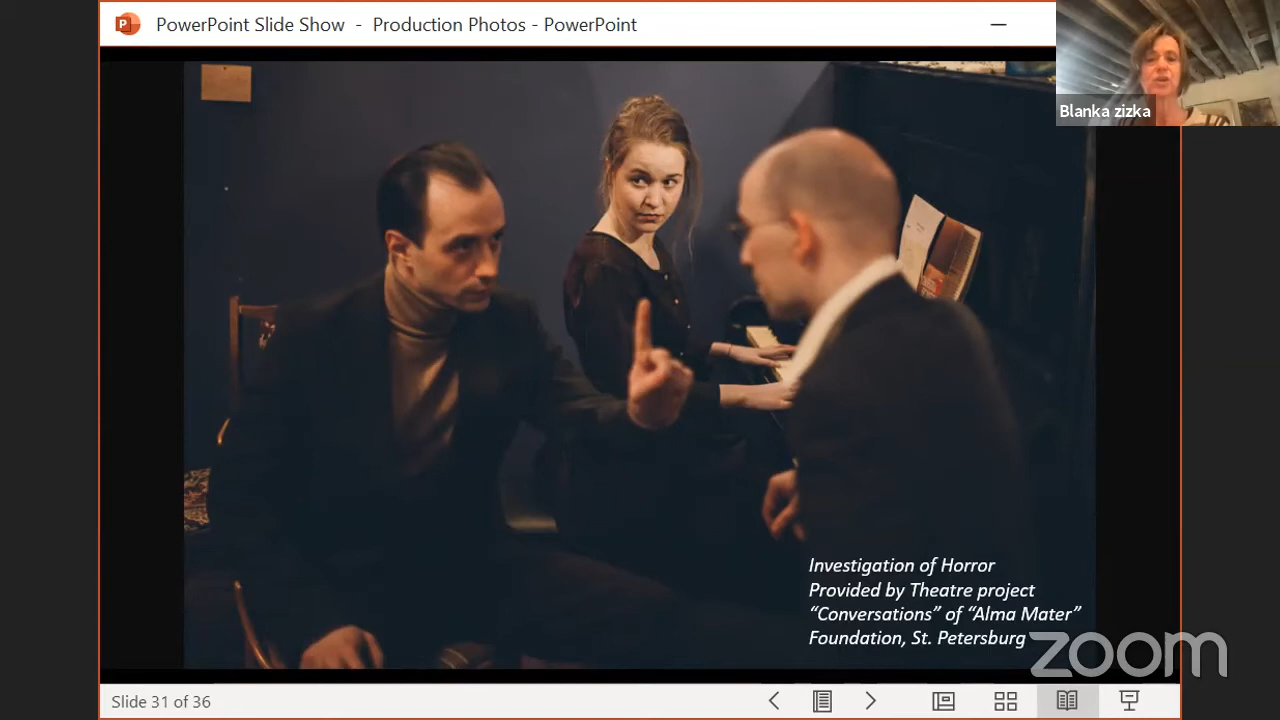 PowerPoint Slide Show - Production Photos - PowerPoint
Blanka zizka
Investigation of Horror
Provided by Theatre project
“Conversations” of “Alma Mater”
Foundation, St. Petersburg
zoom
Slide 31 of 36